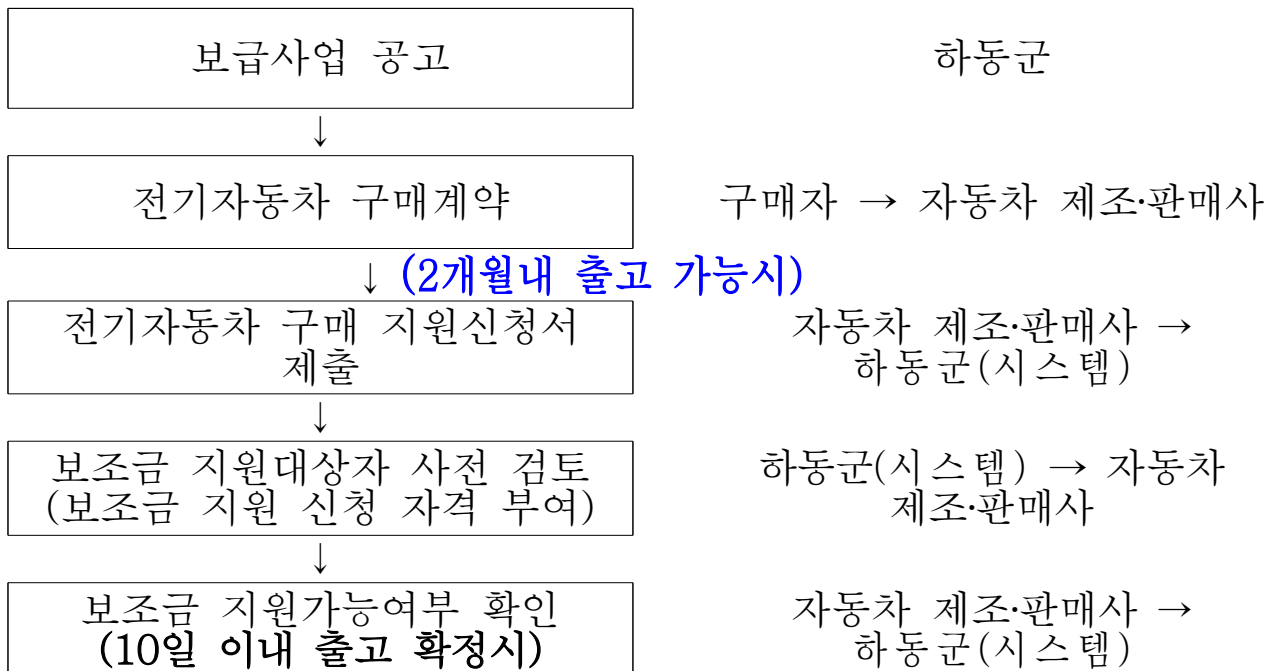 보급사업 공고
하동군
↓
전기자동차 구매계약
구매자 → 자동차 제조·판매사
↓ (2개월내 출고 가능시)
전기자동차 구매 지원신청서
제출
자동차 제조·판매사 →
하동군(시스템)
↓
보조금 지원대상자 사전 검토
(보조금 지원 신청 자격 부여)
하동군(시스템) → 자동차
제조·판매사
↓
보조금 지원가능여부 확인
(10일 이내 출고 확정시)
자동차 제조·판매사 →
하동군(시스템)